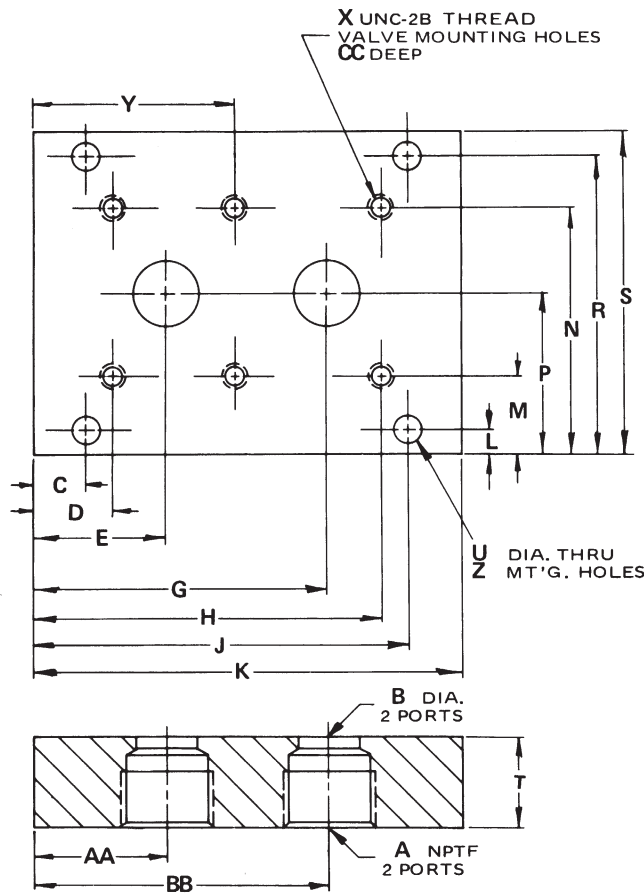 X UNC-2B THREAD
VALVE MOUNTING HOLES
CC DEEP
Y
S
R
N
P
M
L
C
D
E
G
H
J
K
U DIA. THRU
Z MT'G. HOLES
B DIA.
2 PORTS
T
A NPTF
2 PORTS
AA
BB